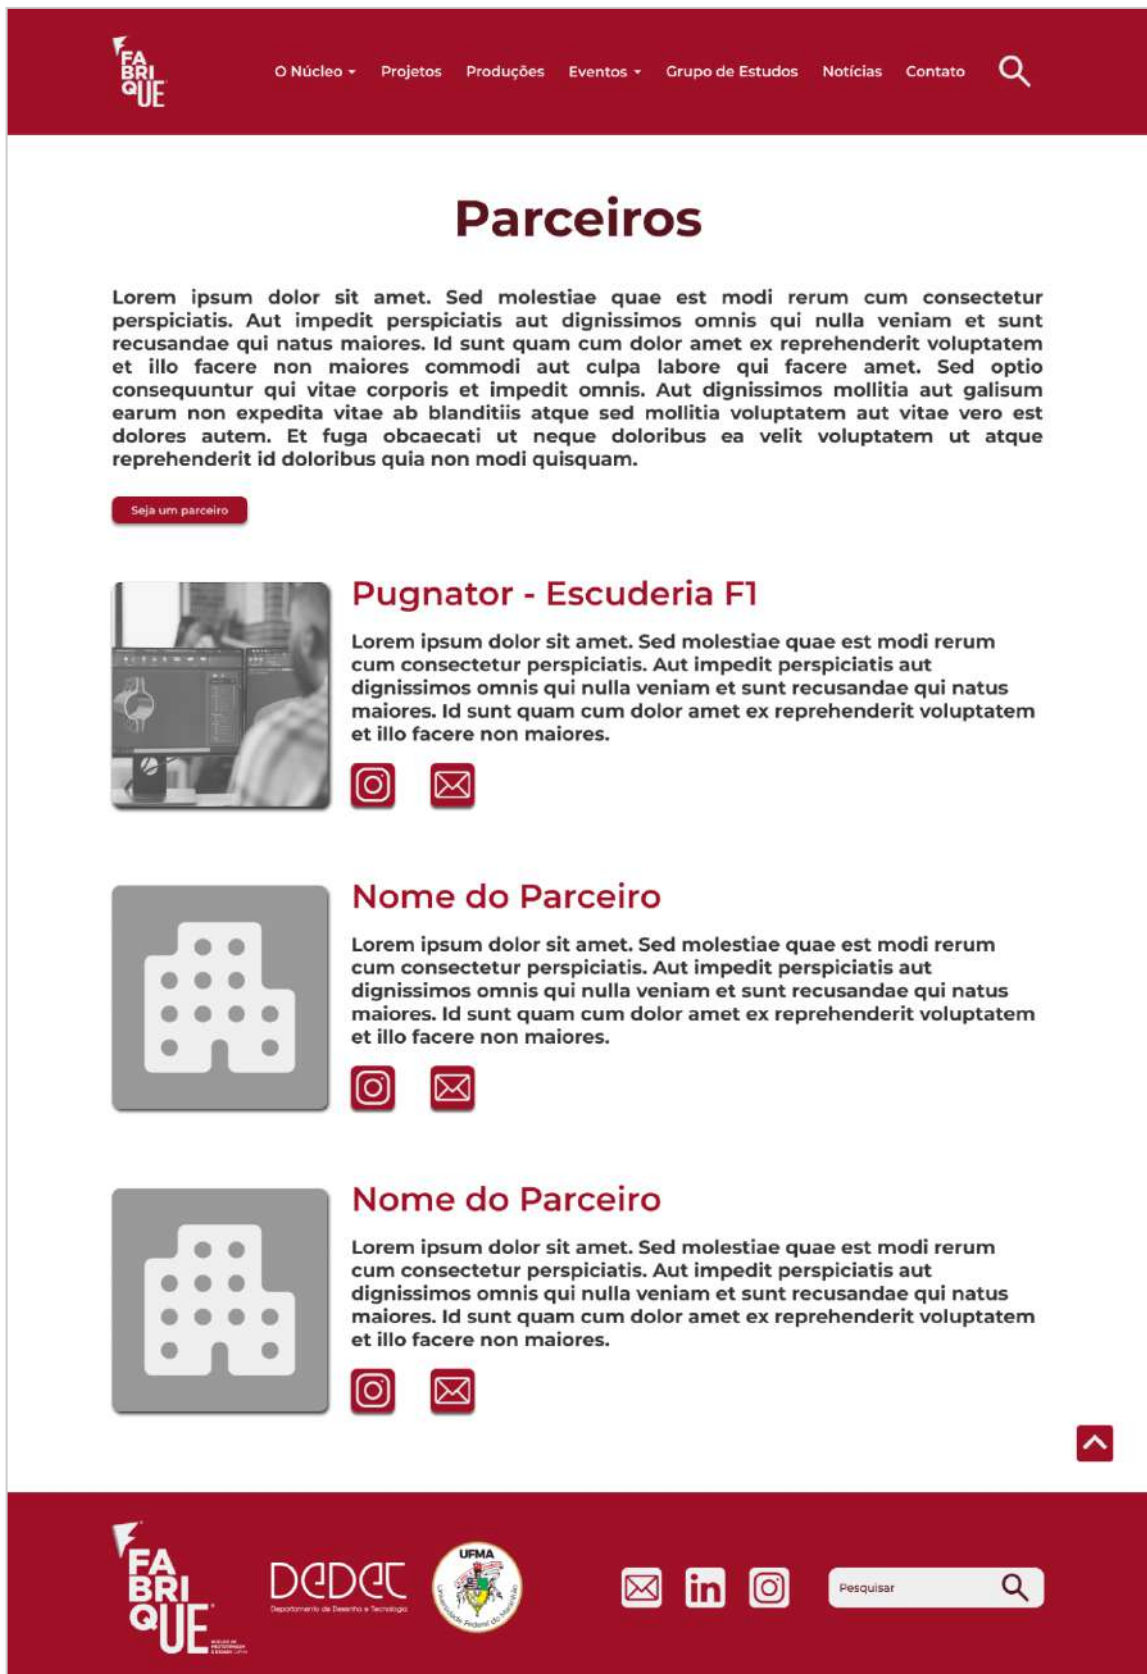 FA
BRI
QUE
O Núcleo Projetos Produções Eventos Grupo de Estudos Notícias Contato
Parceiros
Lorem ipsum dolor sit amet. Sed molestiae quae est modi rerum cum consectetur
perspiciatis. Aut impedit perspiciatis aut dignissimos omnis qui nulla veniam et sunt
recusandae qui natus maiores. Id sunt quam cum dolor amet ex reprehenderit voluptatem
et illo facere non maiores commodi aut culpa labore qui facere amet. Sed optio
consequuntur qui vitae corporis et impedit omnis. Aut dignissimos mollitia aut galisum
earum non expedita vitae ab blanditiis atque sed mollitia voluptatem aut vitae vero est
dolores autem. Et fuga obcaecati ut neque doloribus ea velit voluptatem ut atque
reprehenderit id doloribus quia non modi quisquam.
Seja um parceiro
Pugnator - Escuderia F1
Lorem ipsum dolor sit amet. Sed molestiae quae est modi rerum
cum consectetur perspiciatis. Aut impedit perspiciatis aut
dignissimos omnis qui nulla veniam et sunt recusandae qui natus
maiores. Id sunt quam cum dolor amet ex reprehenderit voluptatem
et illo facere non maiores.
Nome do Parceiro
Lorem ipsum dolor sit amet. Sed molestiae quae est modi rerum
cum consectetur perspiciatis. Aut impedit perspiciatis aut
dignissimos omnis qui nulla veniam et sunt recusandae qui natus
maiores. Id sunt quam cum dolor amet ex reprehenderit voluptatem
et illo facere non maiores.
Nome do Parceiro
Lorem ipsum dolor sit amet. Sed molestiae quae est modi rerum
cum consectetur perspiciatis. Aut impedit perspiciatis aut
dignissimos omnis qui nulla veniam et sunt recusandae qui natus
maiores. Id sunt quam cum dolor amet ex reprehenderit voluptatem
et illo facere non maiores.
FA
BRI
QUE
DEDET
Departamento de Desenho e Tecnologia
UFMA
Universidade Federal do Maranhão
in
Pesquisar